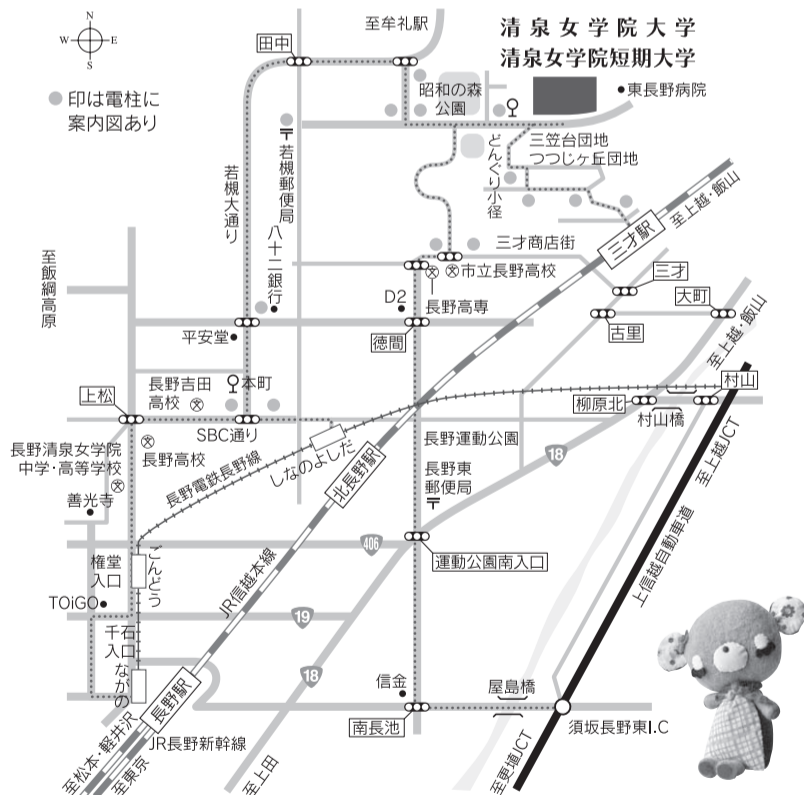 N
W E
S
●印は電柱に
案内図あり
清泉女学院大学
清泉女学院短期大学
至牟礼駅
田中
昭和の森
公園
東長野病院
三笠台団地
つつじヶ丘団地
どんぐり小径
〒若槻郵便局
若槻大通り
八十二銀行
至上越・飯山
三才駅
三才商店街
市立長野高校
長野高専
三才
大町
古里
至飯綱高原
D2
徳間
平安堂
至上越・飯山
長野吉田
高校
本町
上松
SBC通り
柳原北
村山
村山橋
長野清泉女学院
中学・高等学校
長野高校
しなのよしだ
長野電鉄長野線
北長野駅
長野運動公園
長野東
郵便局
〒
18
至上越JCT
善光寺
406
運動公園南入口
上信越自動車道
権堂
入口
ごんどう
TOiGO
JR信越本線
19
千石
入口
ながの
18
長野駅
信金
屋島橋
南長池
須坂長野東I.C
JR長野新幹線
至松本・軽井沢
至東京
至上田
至更埴JCT